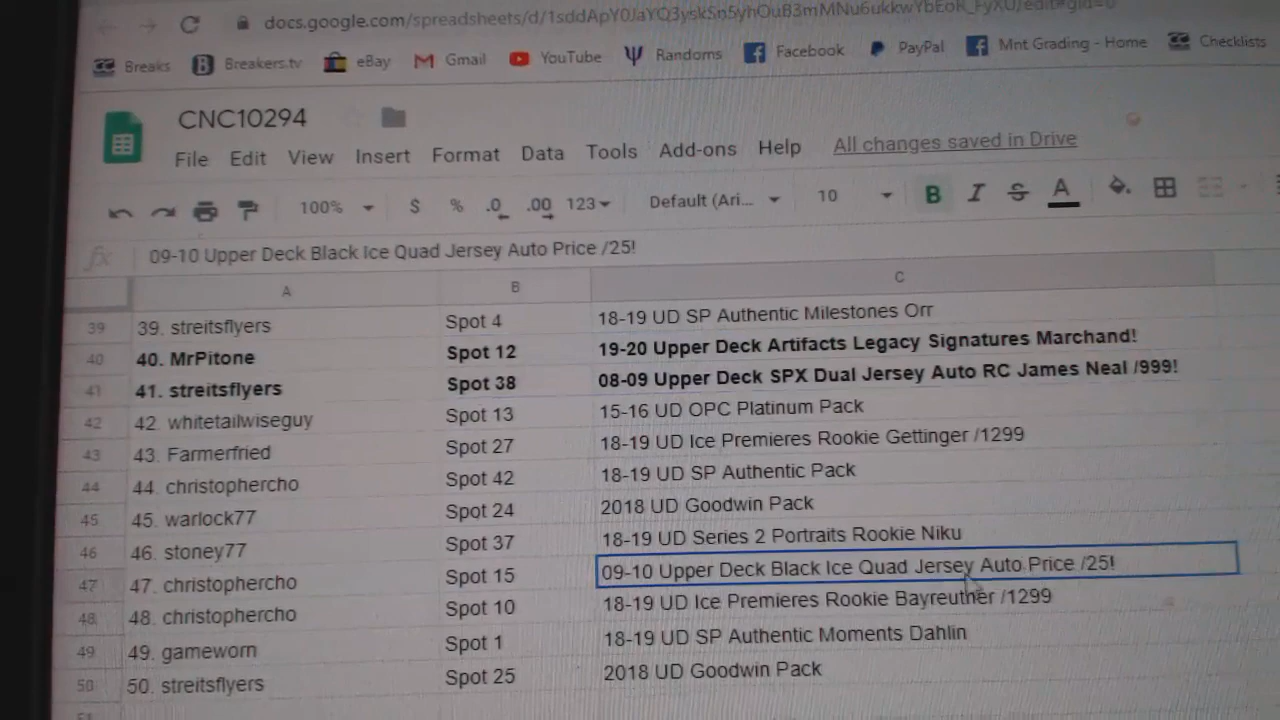 docs.google.com/spreadsheets/d/
Breaks Breakers.tv eBay Gmail YouTube Randoms Facebook PayPal Mnt Grading - Home Checklists
CNC10294
File Edit View Insert Format Data Tools Add-ons Help All changes saved in Drive
100% $ % .0 .00 123 Default (Ari... 10 B I S A
fx 09-10 Upper Deck Black Ice Quad Jersey Auto Price /25!
A B C
39 39. streitsflyers Spot 4 18-19 UD SP Authentic Milestones Orr
40 40. MrPitone Spot 12 19-20 Upper Deck Artifacts Legacy Signatures Marchand!
41 41. streitsflyers Spot 38 08-09 Upper Deck SPX Dual Jersey Auto RC James Neal /999!
42 42. whitetailwiseguy Spot 13 15-16 UD OPC Platinum Pack
43 43. Farmerfried Spot 27 18-19 UD Ice Premieres Rookie Gettinger /1299
44 44. christophercho Spot 42 18-19 UD SP Authentic Pack
45 45. warlock77 Spot 24 2018 UD Goodwin Pack
46 46. stoney77 Spot 37 18-19 UD Series 2 Portraits Rookie Niku
47 47. christophercho Spot 15 09-10 Upper Deck Black Ice Quad Jersey Auto Price /25!
48 48. christophercho Spot 10 18-19 UD Ice Premieres Rookie Bayreuther /1299
49 49. gameworn Spot 1 18-19 UD SP Authentic Moments Dahlin
50 50. streitsflyers Spot 25 2018 UD Goodwin Pack